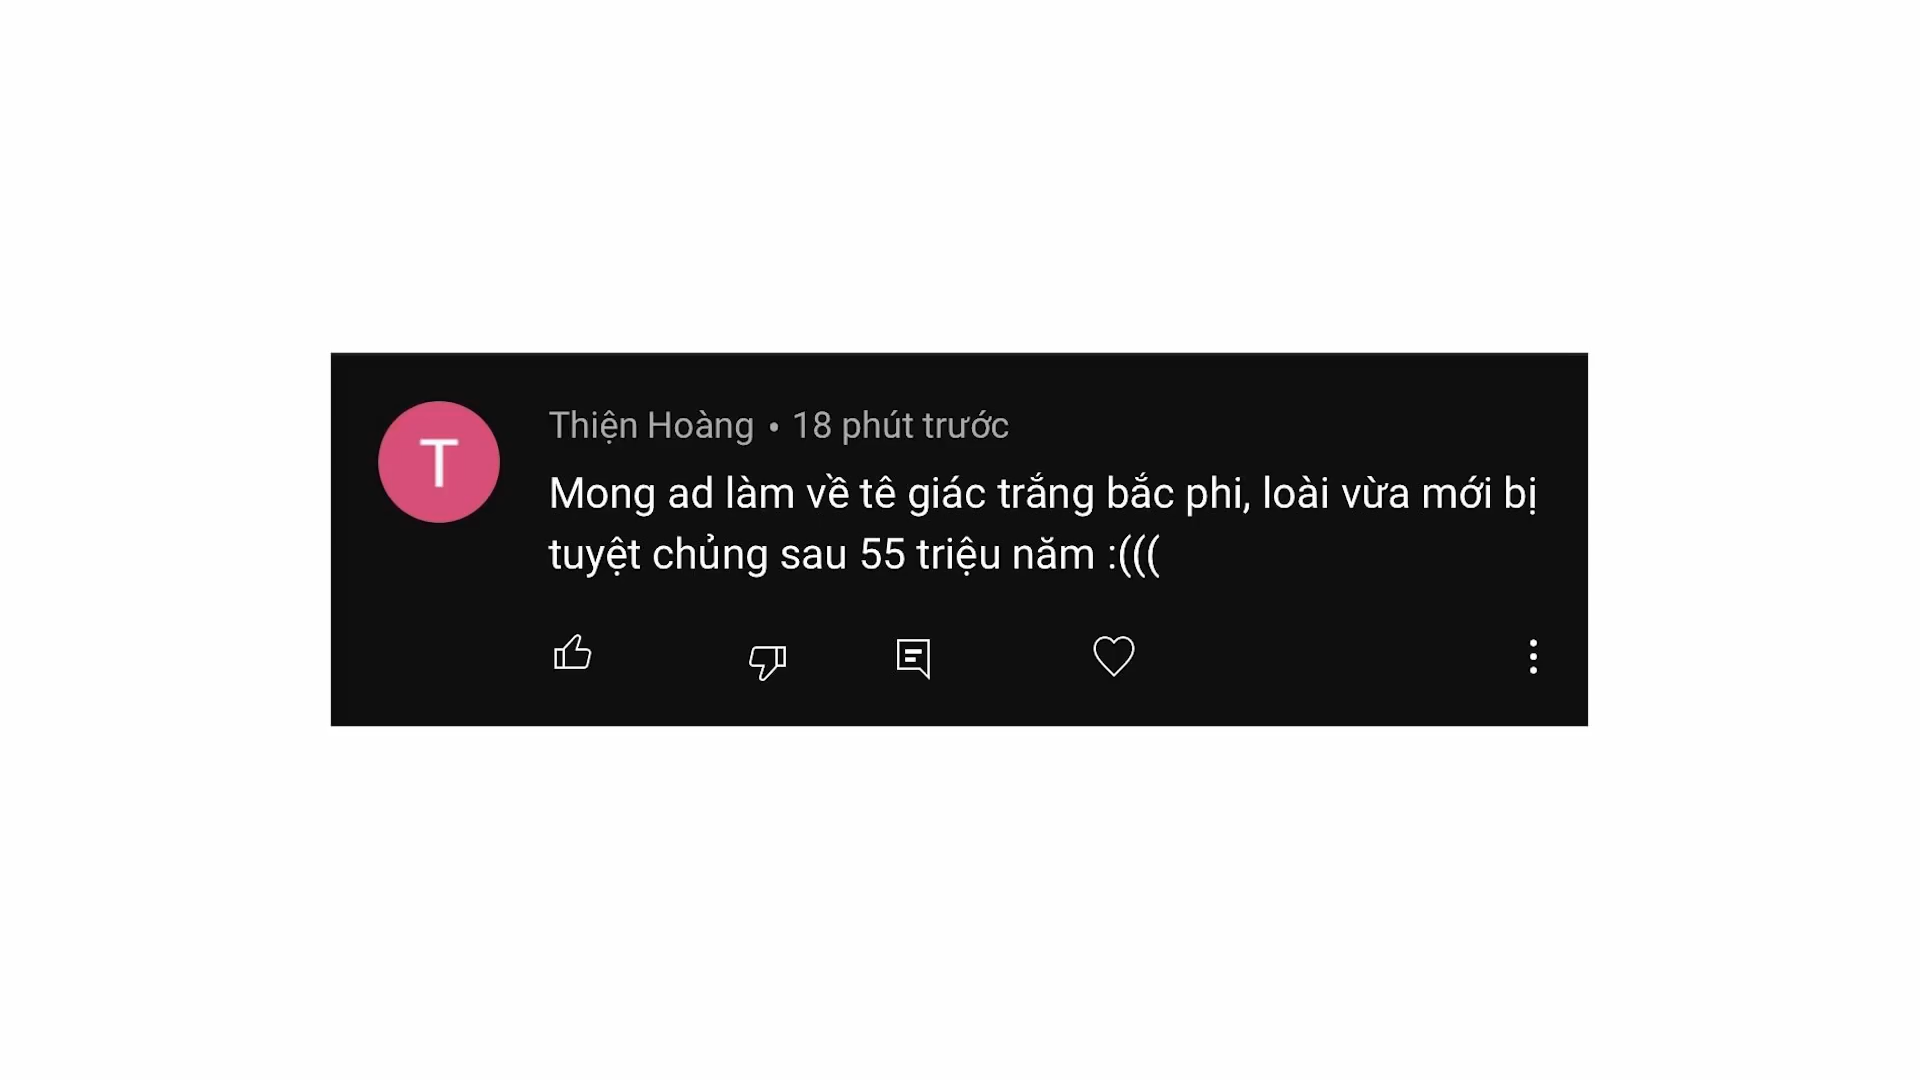 T
Thiện Hoàng • 18 phút trước
Mong ad làm về tê giác trắng bắc phi, loài vừa mới bị
tuyệt chủng sau 55 triệu năm :(((